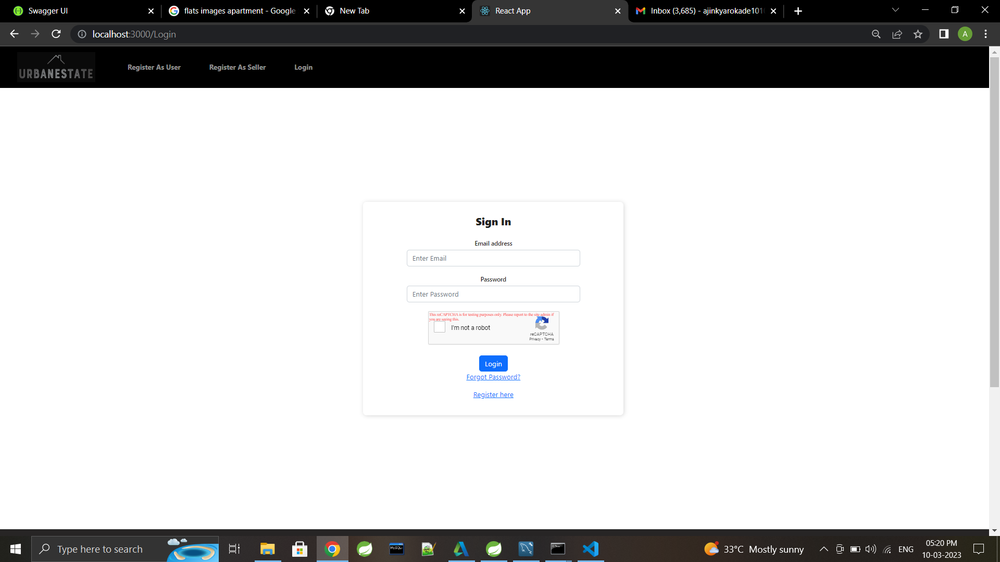 Swagger UI
flats images apartment - Google
New Tab
React App
Inbox (3,685) - ajinkyarokade101
localhost:3000/Login
A
URBANESTATE
Register As User
Register As Seller
Login
Sign In
Email address
Enter Email
Password
Enter Password
This reCAPTCHA is for testing purposes only. Please report to the site admin if
you are seeing this.
I'm not a robot
reCAPTCHA
Privacy - Terms
Login
Forgot Password?
Register here
Type here to search
MySQL
33°C Mostly sunny
ENG
05:20 PM
10-03-2023